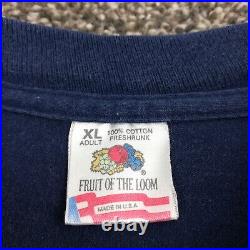 XL 100% COTTON
ADULT PRESHRUNK
FRUIT OF THE LOOM
MADE IN U.S.A.